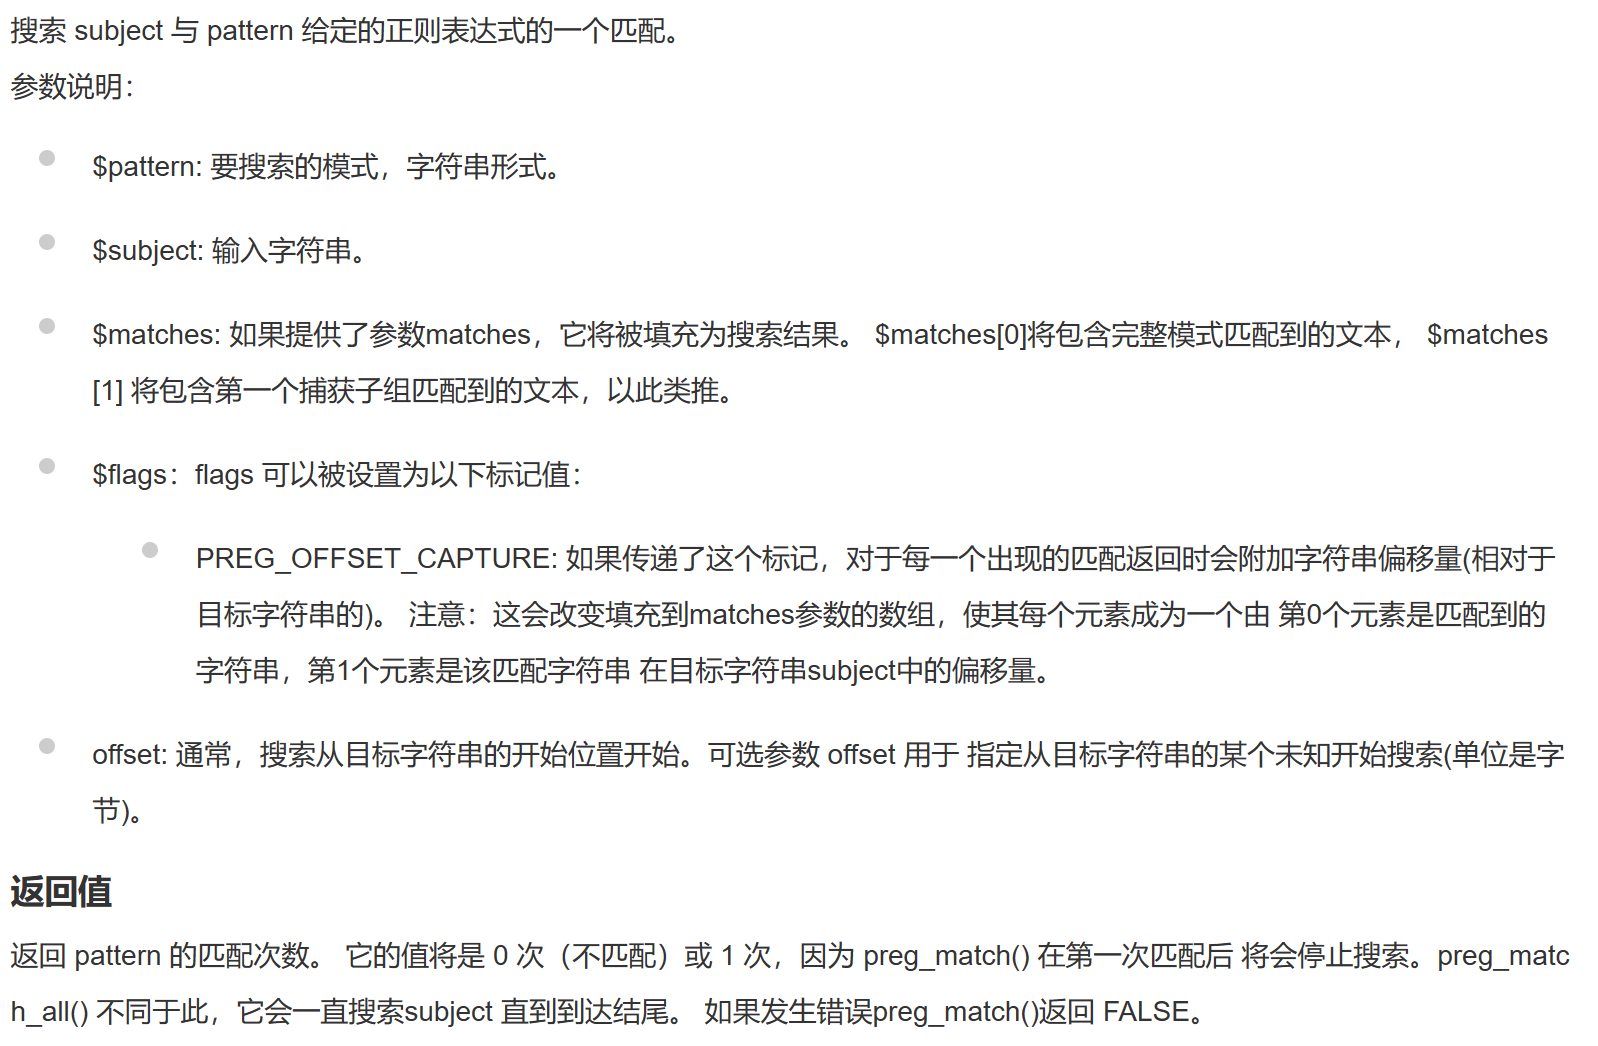 搜索 subject 与 pattern 给定的正则表达式的一个匹配。
参数说明：
$pattern: 要搜索的模式，字符串形式。
$subject: 输入字符串。
$matches: 如果提供了参数matches，它将被填充为搜索结果。 $matches[0]将包含完整模式匹配到的文本， $matches
[1] 将包含第一个捕获子组匹配到的文本，以此类推。
$flags：flags 可以被设置为以下标记值：
PREG_OFFSET_CAPTURE: 如果传递了这个标记，对于每一个出现的匹配返回时会附加字符串偏移量(相对于
目标字符串的)。 注意：这会改变填充到matches参数的数组，使其每个元素成为一个由 第0个元素是匹配到的
字符串，第1个元素是该匹配字符串 在目标字符串subject中的偏移量。
offset: 通常，搜索从目标字符串的开始位置开始。可选参数 offset 用于 指定从目标字符串的某个未知开始搜索(单位是字
节)。
返回值
返回 pattern 的匹配次数。 它的值将是 0 次（不匹配）或 1 次，因为 preg_match() 在第一次匹配后 将会停止搜索。preg_matc
h_all() 不同于此，它会一直搜索subject 直到到达结尾。 如果发生错误preg_match()返回 FALSE。